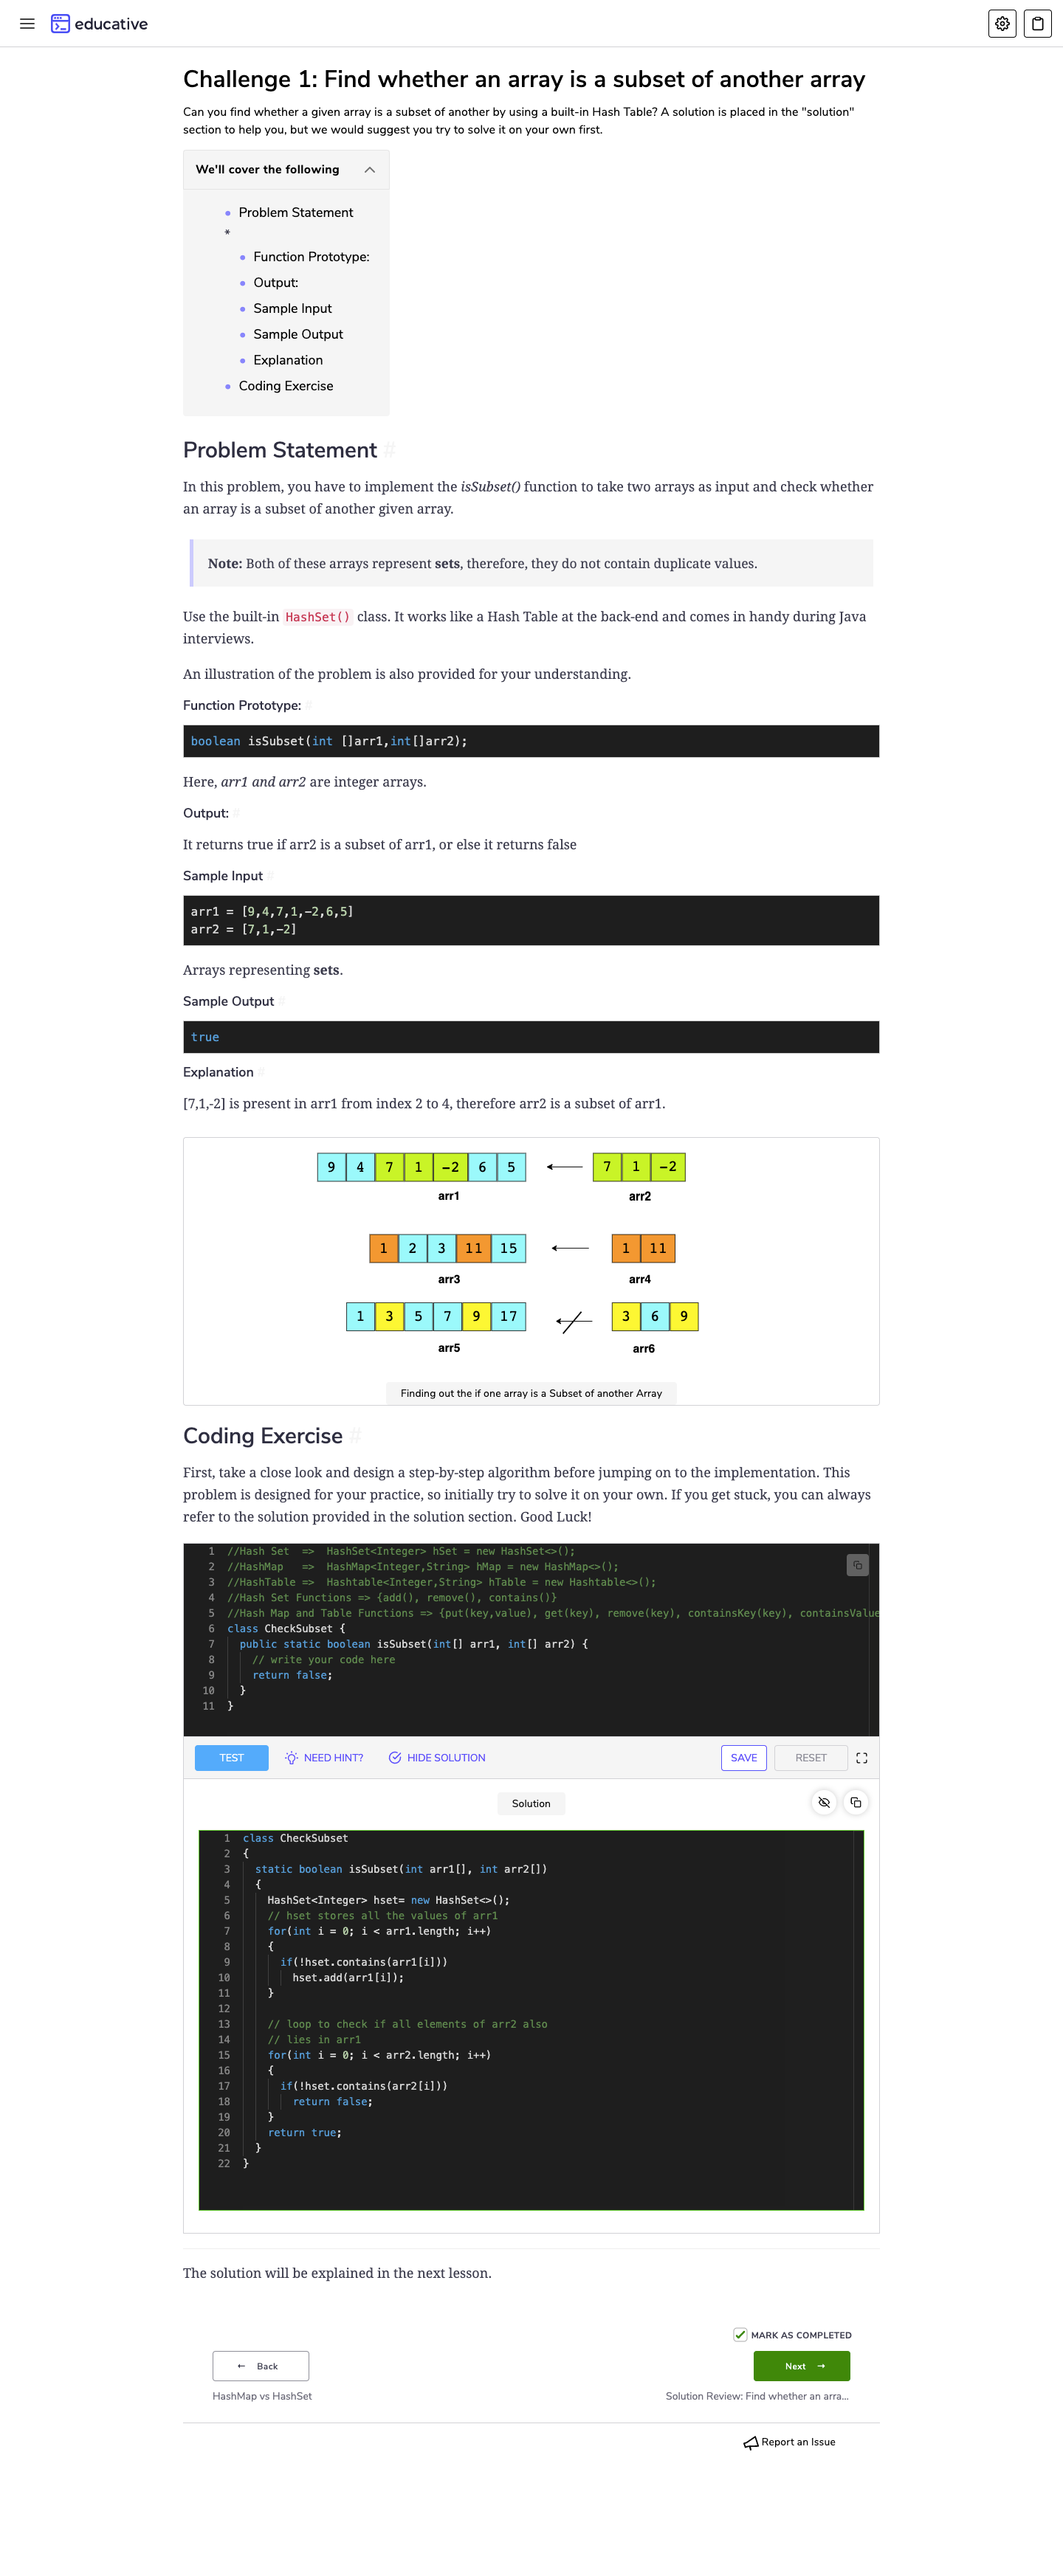 educative
Challenge 1: Find whether an array is a subset of another array
Can you find whether a given array is a subset of another by using a built-in Hash Table? A solution is placed in the "solution"
section to help you, but we would suggest you try to solve it on your own first.
We'll cover the following
Problem Statement
*
Function Prototype:
Output:
Sample Input
Sample Output
Explanation
Coding Exercise
Problem Statement #
In this problem, you have to implement the isSubset() function to take two arrays as input and check whether
an array is a subset of another given array.
Note: Both of these arrays represent sets, therefore, they do not contain duplicate values.
Use the built-in HashSet() class. It works like a Hash Table at the back-end and comes in handy during Java
interviews.
An illustration of the problem is also provided for your understanding.
Function Prototype: #
boolean isSubset(int []arr1,int[]arr2);
Here, arr1 and arr2 are integer arrays.
Output: #
It returns true if arr2 is a subset of arr1, or else it returns false
Sample Input #
arr1 = [9,4,7,1,-2,6,5]
arr2 = [7,1,-2]
Arrays representing sets.
Sample Output #
true
Explanation #
[7,1,-2] is present in arr1 from index 2 to 4, therefore arr2 is a subset of arr1.
9 4 7 1 -2 6 5 7 1 -2
arr1 arr2
1 2 3 11 15 1 11
arr3 arr4
1 3 5 7 9 17 3 6 9
arr5 arr6
Finding out the if one array is a Subset of another Array
Coding Exercise #
First, take a close look and design a step-by-step algorithm before jumping on to the implementation. This
problem is designed for your practice, so initially try to solve it on your own. If you get stuck, you can always
refer to the solution provided in the solution section. Good Luck!
1 //Hash Set  =>  HashSet<Integer> hSet = new HashSet<>();
2 //HashMap   =>  HashMap<Integer,String> hMap = new HashMap<>();
3 //HashTable =>  Hashtable<Integer,String> hTable = new Hashtable<>();
4 //Hash Set Functions => {add(), remove(), contains()}
5 //Hash Map and Table Functions => {put(key,value), get(key), remove(key), containsKey(key), containsValue
6 class CheckSubset {
7   public static boolean isSubset(int[] arr1, int[] arr2) {
8     // write your code here
9     return false;
10   }
11 }
TEST NEED HINT? HIDE SOLUTION SAVE RESET
Solution
1 class CheckSubset
2 {
3   static boolean isSubset(int arr1[], int arr2[])
4   {
5     HashSet<Integer> hset= new HashSet<>();
6     // hset stores all the values of arr1
7     for(int i = 0; i < arr1.length; i++)
8     {
9       if(!hset.contains(arr1[i]))
10         hset.add(arr1[i]);
11     }
12
13     // loop to check if all elements of arr2 also
14     // lies in arr1
15     for(int i = 0; i < arr2.length; i++)
16     {
17       if(!hset.contains(arr2[i]))
18         return false;
19     }
20     return true;
21   }
22 }
The solution will be explained in the next lesson.
MARK AS COMPLETED
← Back Next →
HashMap vs HashSet Solution Review: Find whether an arra...
Report an Issue